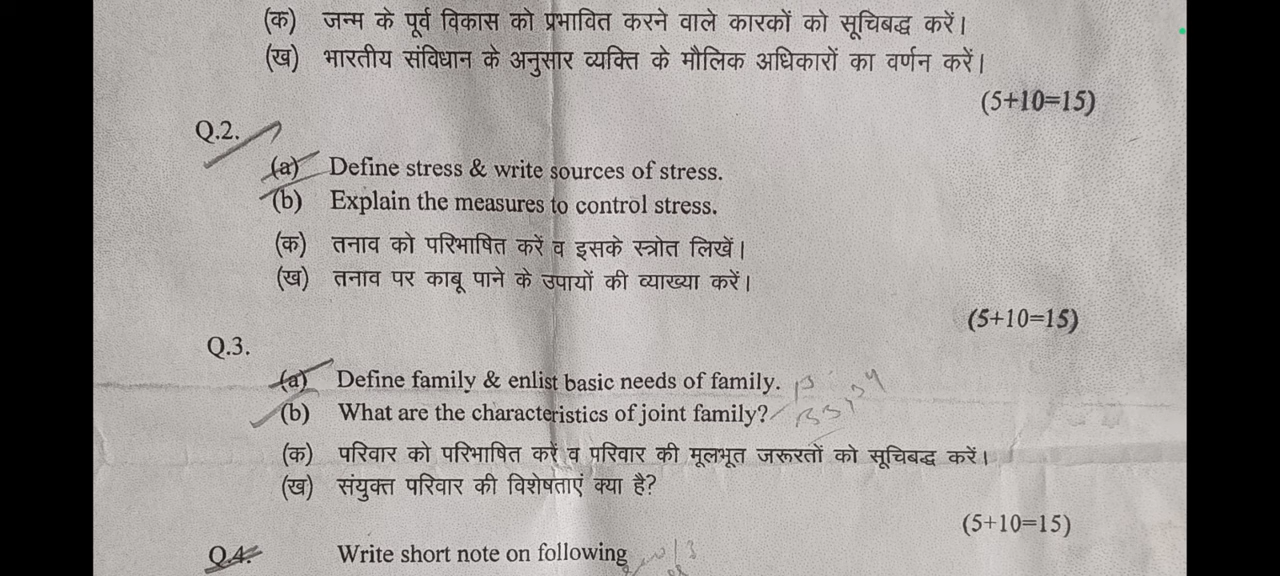 (क) जन्म के पूर्व विकास को प्रभावित करने वाले कारकों को सूचिबद्ध करें।
(ख) भारतीय संविधान के अनुसार व्यक्ति के मौलिक अधिकारों का वर्णन करें।
(5+10=15)
Q.2.
(a) Define stress & write sources of stress.
(b) Explain the measures to control stress.
(क) तनाव को परिभाषित करें व इसके स्त्रोत लिखें।
(ख) तनाव पर काबू पाने के उपायों की व्याख्या करें।
(5+10=15)
Q.3.
(a) Define family & enlist basic needs of family.
(b) What are the characteristics of joint family?
(क) परिवार को परिभाषित करें व परिवार की मूलभूत जरूरतों को सूचिबद्ध करें।
(ख) संयुक्त परिवार की विशेषताएं क्या है?
(5+10=15)
Q.4. Write short note on following